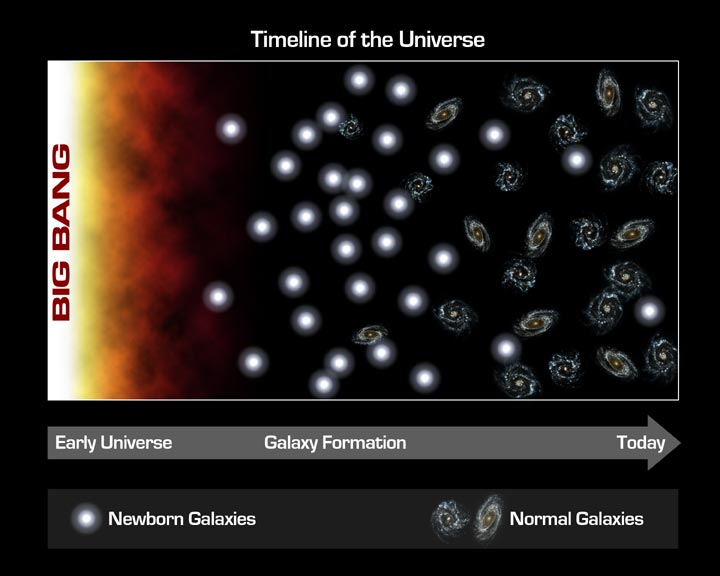 Timeline of the Universe
BIG BANG
Early Universe
Galaxy Formation
Today
Newborn Galaxies
Normal Galaxies